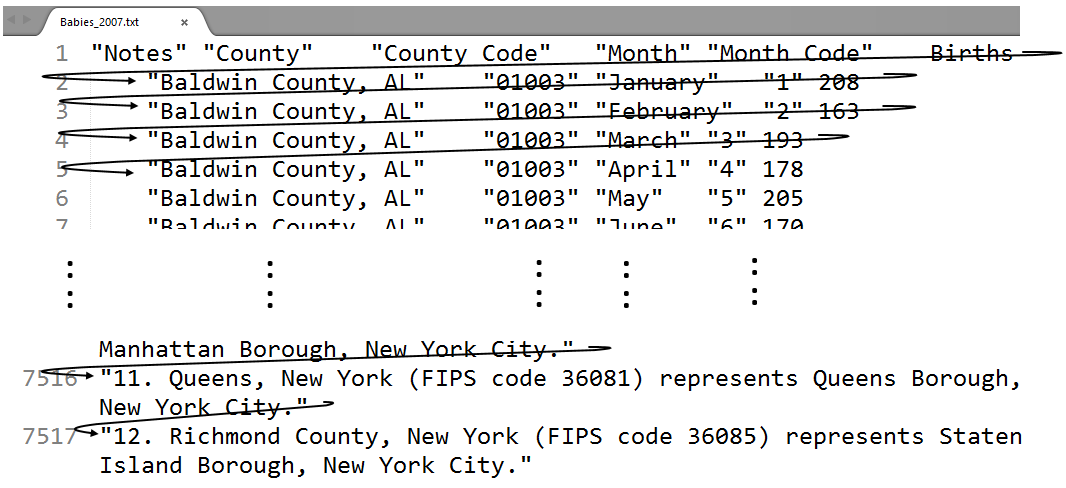 Babies_2007.txt ×
1 "Notes" "County" "County Code" "Month" "Month Code" Births
2 "Baldwin County, AL" "01003" "January" "1" 208
3 "Baldwin County, AL" "01003" "February" "2" 163
4 "Baldwin County, AL" "01003" "March" "3" 193
5 "Baldwin County, AL" "01003" "April" "4" 178
6 "Baldwin County, AL" "01003" "May" "5" 205
7 "Baldwin County, AL" "01003" "June" "6" 170
Manhattan Borough, New York City."
7516 "11. Queens, New York (FIPS code 36081) represents Queens Borough,
New York City."
7517 "12. Richmond County, New York (FIPS code 36085) represents Staten
Island Borough, New York City."